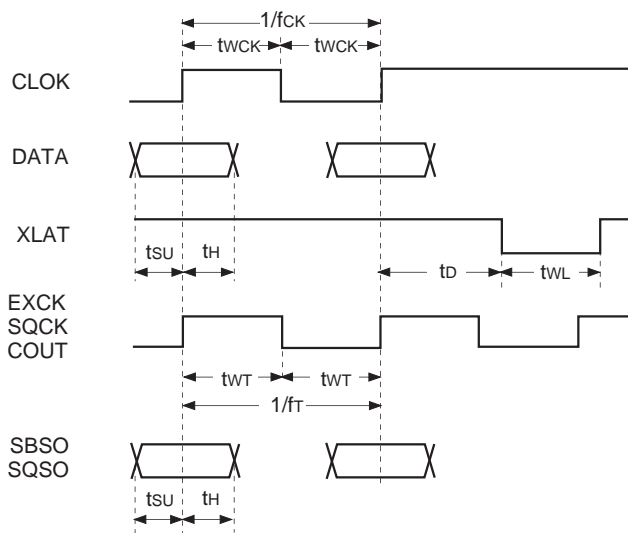 1/fCK
tWCK tWCK
CLOK
DATA
XLAT
tSU tH
tD tWL
EXCK
SQCK
COUT
tWT tWT
1/fT
SBSO
SQSO
tSU tH